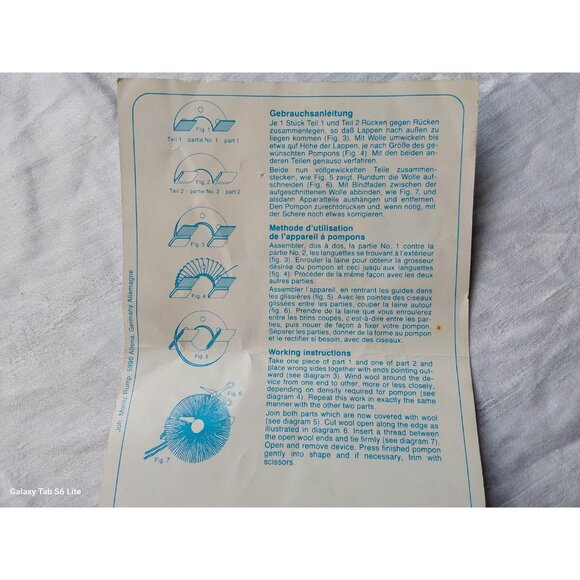 Fig. 1
Teil 1 · partie No. 1 · part 1
Fig. 2
Teil 2 · partie No. 2 · part 2
Fig. 3
Fig. 4
Fig. 5
Fig. 6
Fig. 7
Joh. Moritz Rump, 5990 Altena, Germany Allemagne
Gebrauchsanleitung
Je 1 Stück Teil 1 und Teil 2 Rücken gegen Rücken
zusammenlegen, so daß Lappen nach außen zu
liegen kommen (Fig. 3). Mit Wolle umwickeln bis
etwa auf Höhe der Lappen, je nach Größe des ge-
wünschten Pompons (Fig. 4). Mit den beiden an-
deren Teilen genauso verfahren.
Beide nun vollgewickelten Teile zusammen-
stecken, wie Fig. 5 zeigt. Rundum die Wolle auf-
schneiden (Fig. 6). Mit Bindfaden zwischen der
aufgeschnittenen Wolle abbinden, wie Fig. 7, und
alsdann Apparatteile aushängen und entfernen.
Den Pompon zurechtdrücken und, wenn nötig, mit
der Schere noch etwas korrigieren.
Methode d'utilisation
de l'appareil à pompons
Assembler, dos à dos, la partie No. 1 contre la
partie No. 2, les languettes se trouvant à l'extérieur
(fig. 3). Enrouler la laine pour obtenir la grosseur
désirée du pompon et ceci jusqu'aux languettes
(fig. 4). Procéder de la même façon avec les deux
autres parties.
Assembler l'appareil, en rentrant les guides dans
les glissières (fig. 5). Avec les pointes des ciseaux
glissées entre les parties, couper la laine autour
(fig. 6). Prendre de la laine que vous enroulerez
entre les brins coupés, c'est-à-dire entre les par-
ties, puis nouer de façon à fixer votre pompon.
Séparer les parties, donner de la forme au pompon
et le rectifier si besoin, avec des ciseaux.
Working instructions
Take one piece of part 1 and one of part 2 and
place wrong sides together with ends pointing out-
ward (see diagram 3). Wind wool around the de-
vice from one end to other, more or less closely,
depending on density required for pompon (see
diagram 4). Repeat this work in exactly the same
manner with the other two parts.
Join both parts which are now covered with wool
(see diagram 5). Cut wool open along the edge as
illustrated in diagram 6. Insert a thread between
the open wool ends and tie firmly (see diagram 7).
Open and remove device. Press finished pompon
gently into shape and if necessary, trim with
scissors.
Galaxy Tab S6 Lite